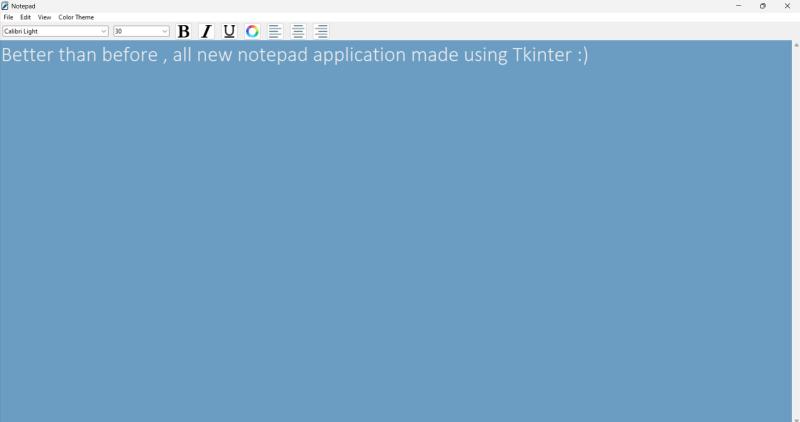 Notepad
File Edit View Color Theme
Calibri Light 30 B I U
Better than before , all new notepad application made using Tkinter :)